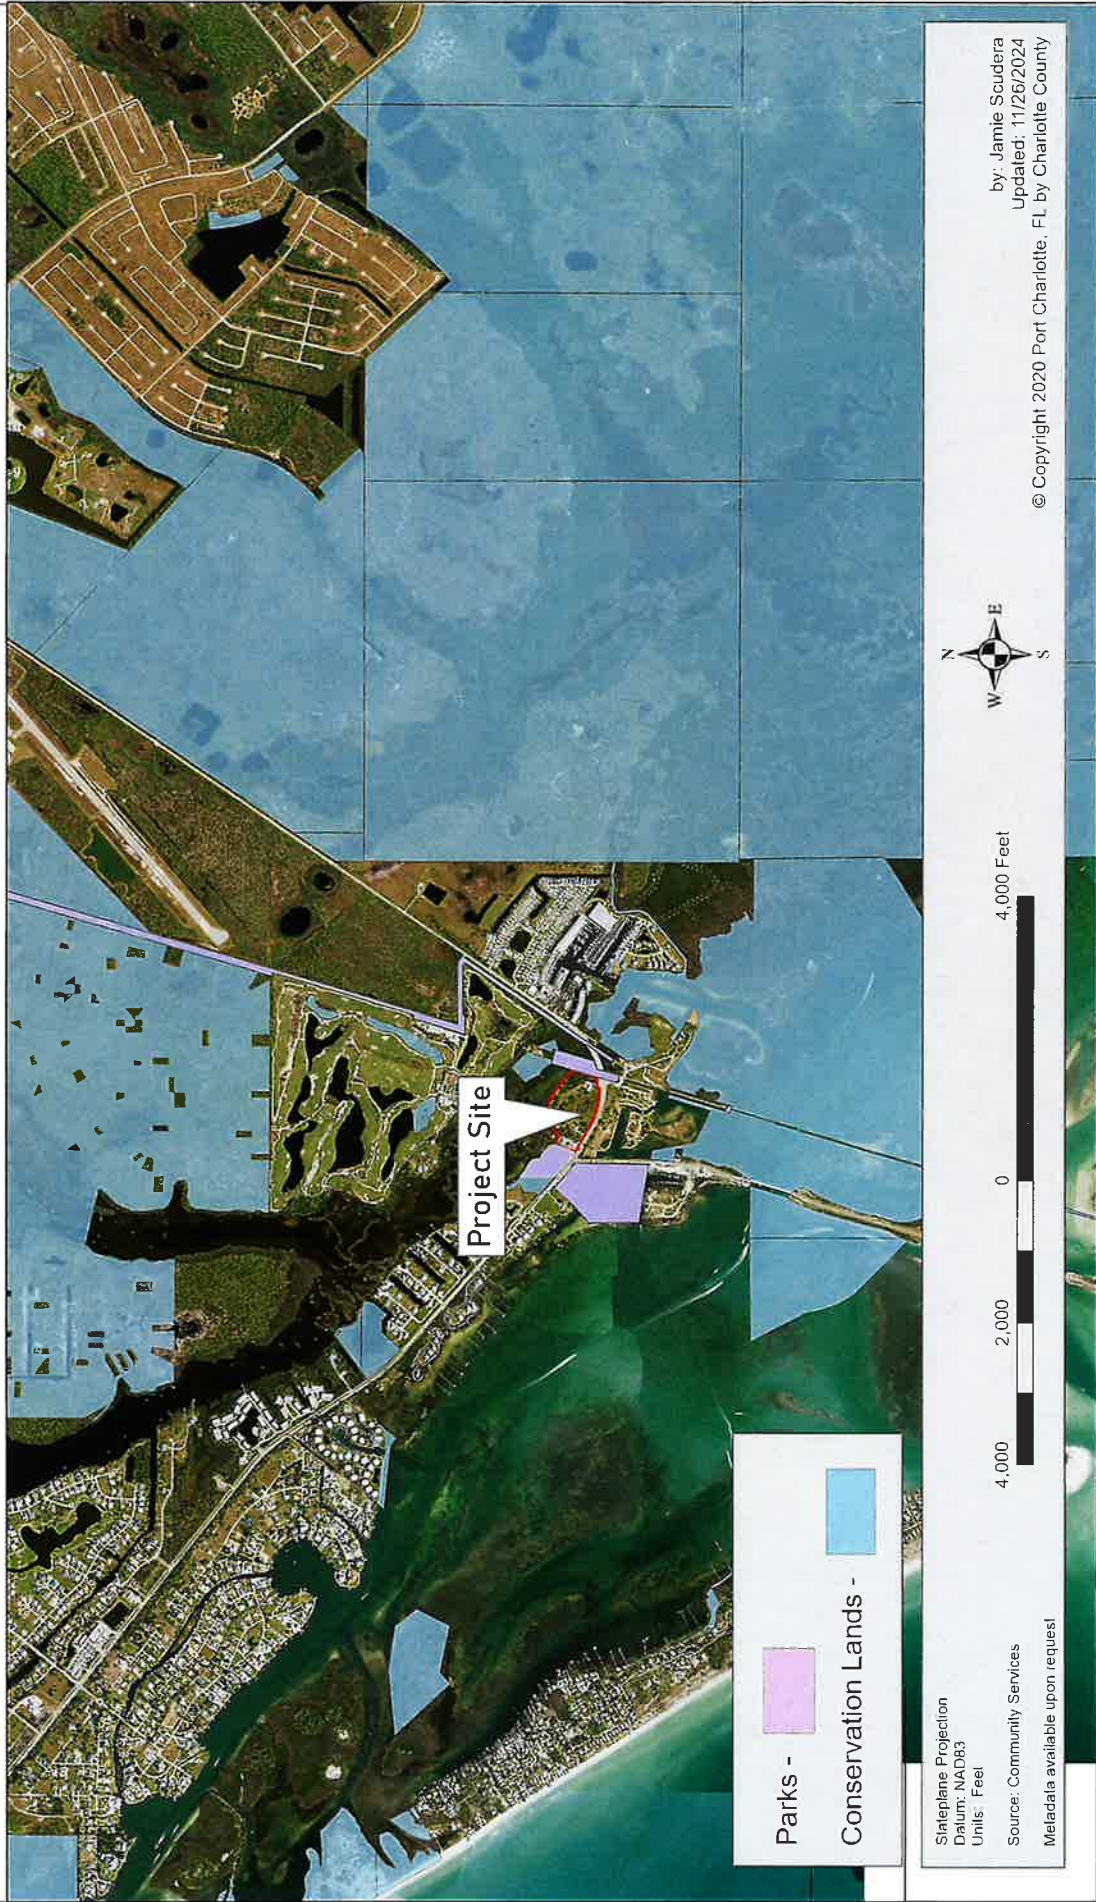 Project Site
Parks -
Conservation Lands -
Stateplane Projection
Datum: NAD83
Units: Feet
Source: Community Services
Metadata available upon request
4,000
2,000
0
4,000 Feet
N
W
E
S
by: Jamie Scudera
Updated: 11/26/2024
© Copyright 2020 Port Charlotte, FL by Charlotte County